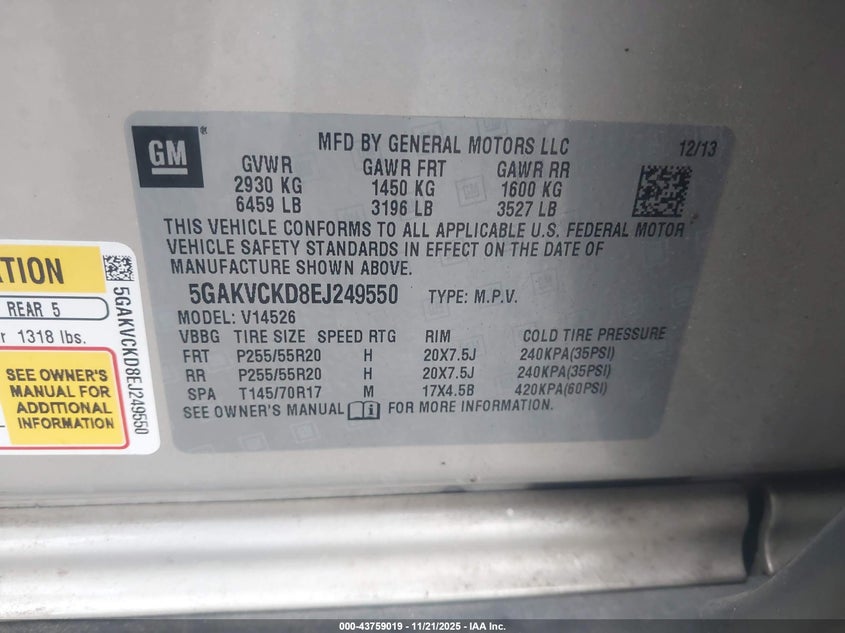 GM
MFD BY GENERAL MOTORS LLC 12/13
GVWR GAWR FRT GAWR RR
2930 KG 1450 KG 1600 KG
6459 LB 3196 LB 3527 LB
THIS VEHICLE CONFORMS TO ALL APPLICABLE U.S. FEDERAL MOTOR
VEHICLE SAFETY STANDARDS IN EFFECT ON THE DATE OF
MANUFACTURE SHOWN ABOVE.
5GAKVCKD8EJ249550 TYPE: M.P.V.
MODEL: V14526
VBBG TIRE SIZE SPEED RTG RIM COLD TIRE PRESSURE
FRT P255/55R20 H 20X7.5J 240KPA(35PSI)
RR P255/55R20 H 20X7.5J 240KPA(35PSI)
SPA T145/70R17 M 17X4.5B 420KPA(60PSI)
SEE OWNER'S MANUAL FOR MORE INFORMATION.
ATION
REAR 5
r 1318 lbs.
SEE OWNER'S
MANUAL FOR
ADDITIONAL
INFORMATION
5GAKVCKD8EJ249550
000-43759019 - 11/21/2025 - IAA Inc.